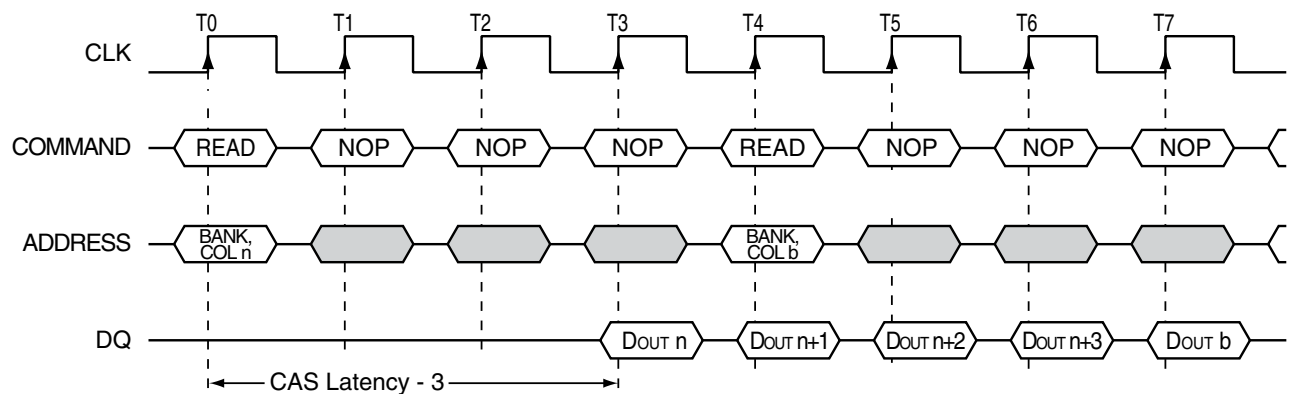 T0 T1 T2 T3 T4 T5 T6 T7
CLK
COMMAND READ NOP NOP NOP READ NOP NOP NOP
ADDRESS BANK, COL n BANK, COL b
DQ DOUT n DOUT n+1 DOUT n+2 DOUT n+3 DOUT b
CAS Latency - 3